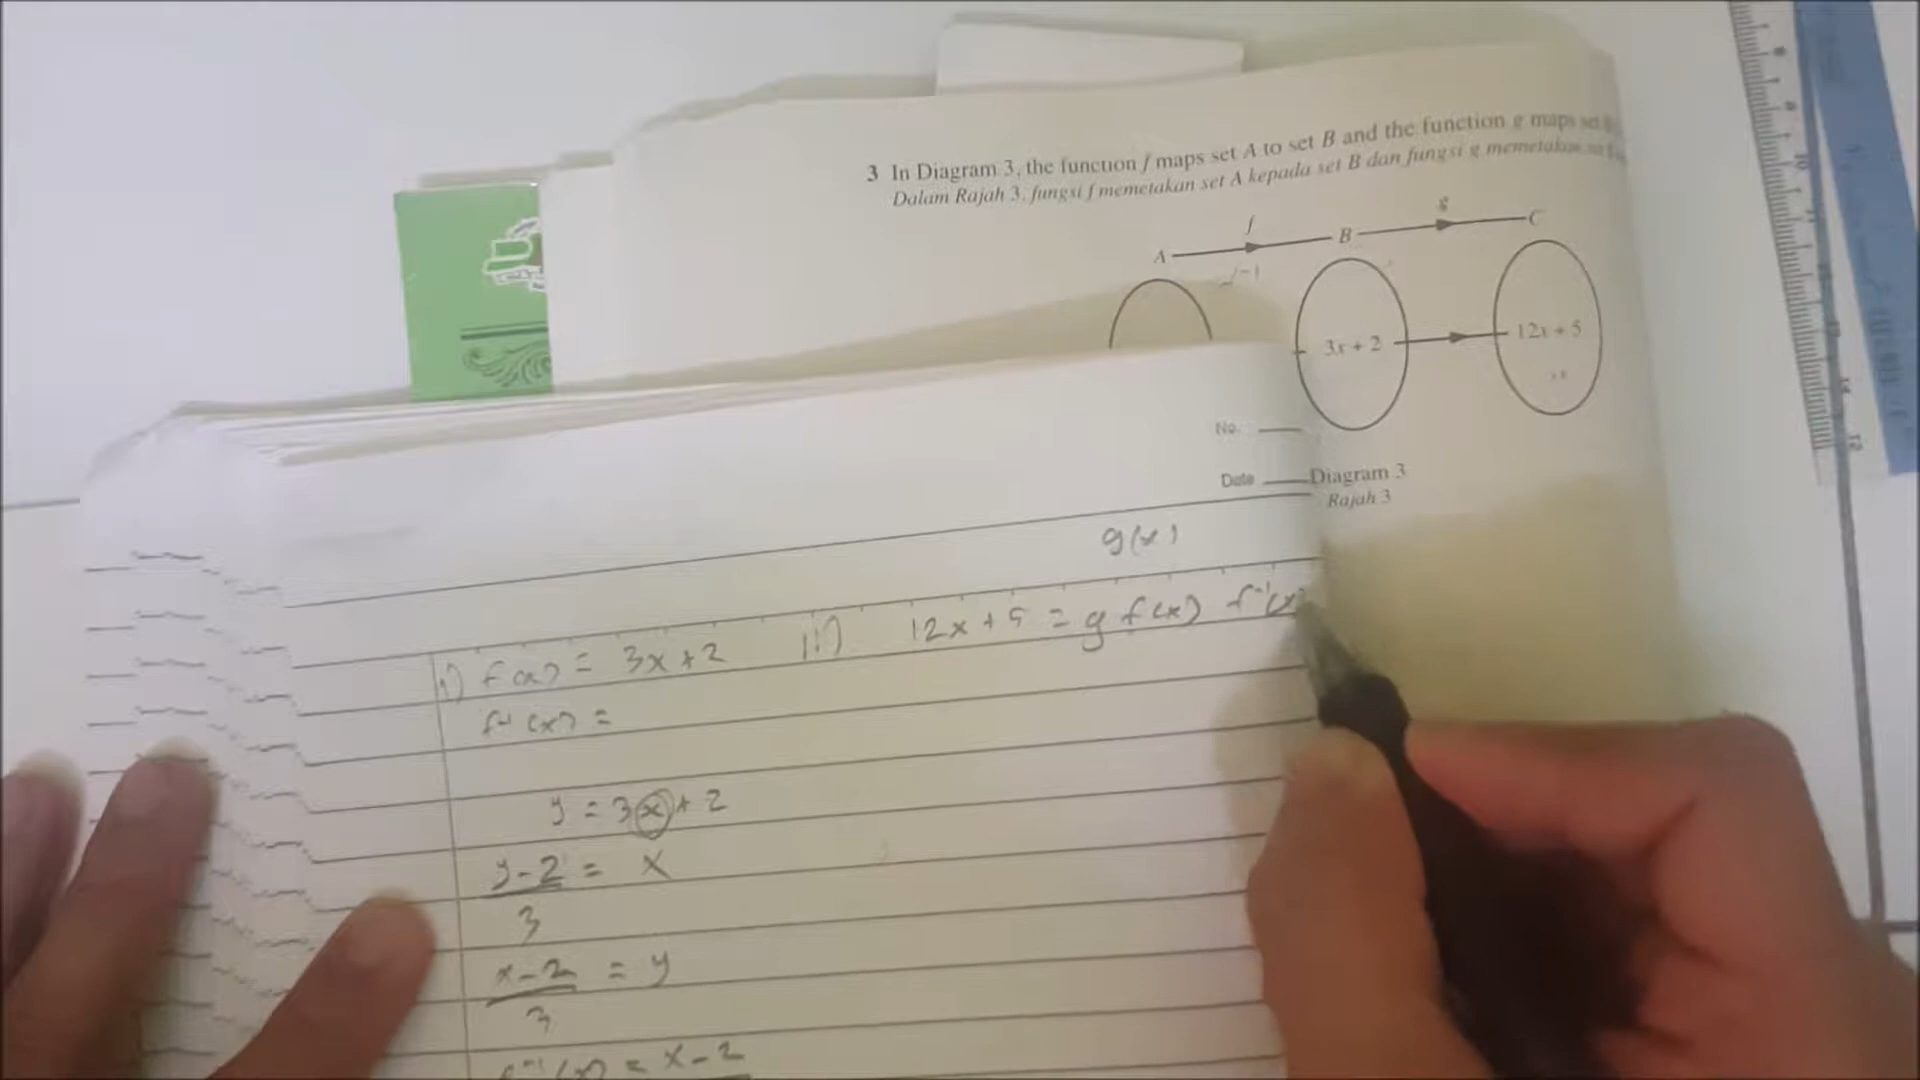 3 In Diagram 3, the function f maps set A to set B and the function g maps set
Dalam Rajah 3, fungsi f memetakan set A kepada set B dan fungsi g memetakan
f
g
A
B
C
f⁻¹
3x + 2
12x + 5
No.
Date
Diagram 3
Rajah 3
g(x)
i) f(x) = 3x+2
ii) 12x+5 = g f(x) f⁻¹(x)
f⁻¹(x) =
y = 3x+2
y-2 = x
3
x-2 = y
3
f⁻¹(x) = x-2